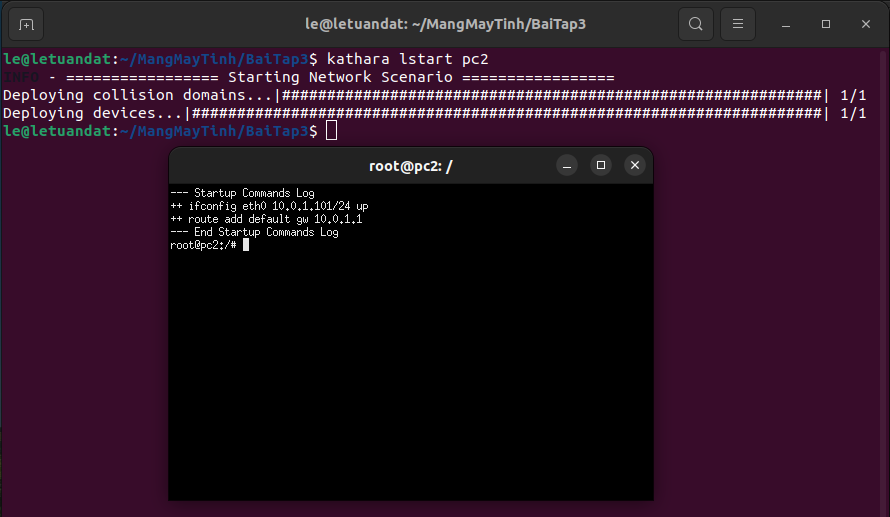 le@letuandat: ~/MangMayTinh/BaiTap3
le@letuandat:~/MangMayTinh/BaiTap3$ kathara lstart pc2
INFO - ================= Starting Network Scenario =================
Deploying collision domains...|############################################################| 1/1
Deploying devices...|######################################################################| 1/1
le@letuandat:~/MangMayTinh/BaiTap3$
root@pc2: /
--- Startup Commands Log
++ ifconfig eth0 10.0.1.101/24 up
++ route add default gw 10.0.1.1
--- End Startup Commands Log
root@pc2:/#